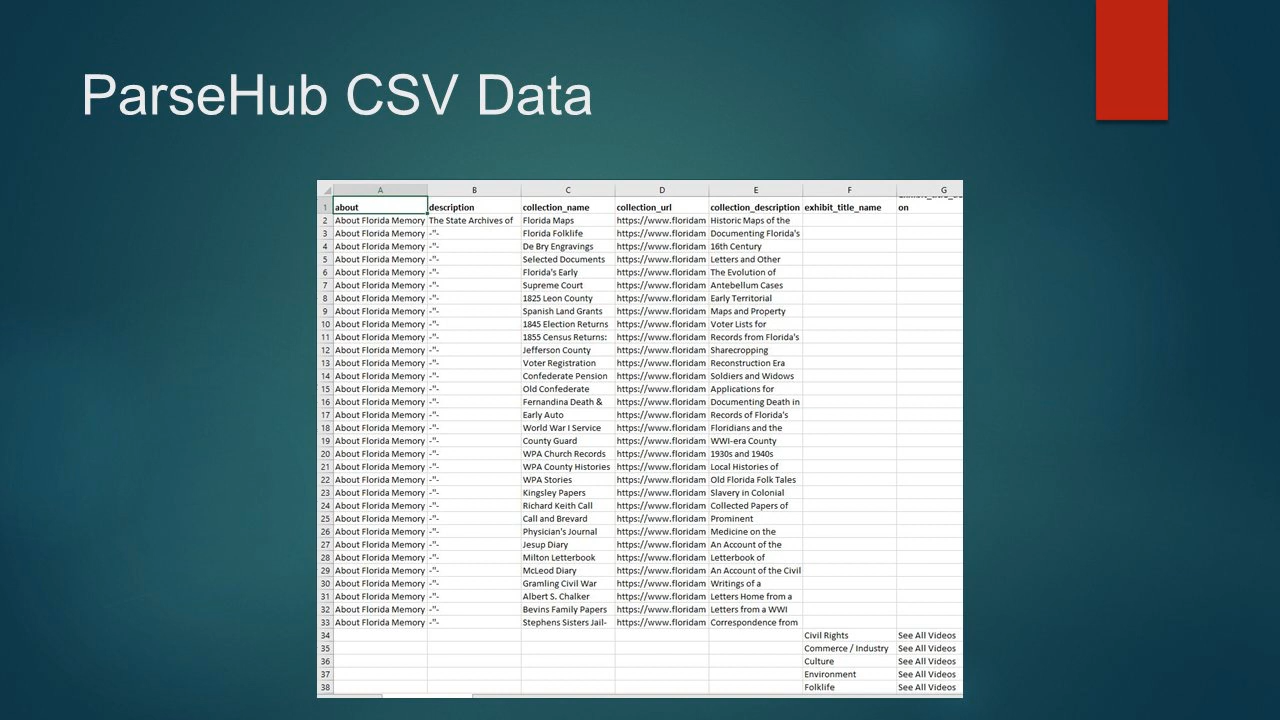 ParseHub CSV Data
A B C D E F G
1 about description collection_name collection_url collection_description exhibit_title_name on
2 About Florida Memory The State Archives of Florida Maps https://www.floridam Historic Maps of the
3 About Florida Memory -"- Florida Folklife https://www.floridam Documenting Florida's
4 About Florida Memory -"- De Bry Engravings https://www.floridam 16th Century
5 About Florida Memory -"- Selected Documents https://www.floridam Letters and Other
6 About Florida Memory -"- Florida's Early https://www.floridam The Evolution of
7 About Florida Memory -"- Supreme Court https://www.floridam Antebellum Cases
8 About Florida Memory -"- 1825 Leon County https://www.floridam Early Territorial
9 About Florida Memory -"- Spanish Land Grants https://www.floridam Maps and Property
10 About Florida Memory -"- 1845 Election Returns https://www.floridam Voter Lists for
11 About Florida Memory -"- 1855 Census Returns: https://www.floridam Records from Florida's
12 About Florida Memory -"- Jefferson County https://www.floridam Sharecropping
13 About Florida Memory -"- Voter Registration https://www.floridam Reconstruction Era
14 About Florida Memory -"- Confederate Pension https://www.floridam Soldiers and Widows
15 About Florida Memory -"- Old Confederate https://www.floridam Applications for
16 About Florida Memory -"- Fernandina Death & https://www.floridam Documenting Death in
17 About Florida Memory -"- Early Auto https://www.floridam Records of Florida's
18 About Florida Memory -"- World War I Service https://www.floridam Floridians and the
19 About Florida Memory -"- County Guard https://www.floridam WWI-era County
20 About Florida Memory -"- WPA Church Records https://www.floridam 1930s and 1940s
21 About Florida Memory -"- WPA County Histories https://www.floridam Local Histories of
22 About Florida Memory -"- WPA Stories https://www.floridam Old Florida Folk Tales
23 About Florida Memory -"- Kingsley Papers https://www.floridam Slavery in Colonial
24 About Florida Memory -"- Richard Keith Call https://www.floridam Collected Papers of
25 About Florida Memory -"- Call and Brevard https://www.floridam Prominent
26 About Florida Memory -"- Physician's Journal https://www.floridam Medicine on the
27 About Florida Memory -"- Jesup Diary https://www.floridam An Account of the
28 About Florida Memory -"- Milton Letterbook https://www.floridam Letterbook of
29 About Florida Memory -"- McLeod Diary https://www.floridam An Account of the Civil
30 About Florida Memory -"- Gramling Civil War https://www.floridam Writings of a
31 About Florida Memory -"- Albert S. Chalker https://www.floridam Letters Home from a
32 About Florida Memory -"- Bevins Family Papers https://www.floridam Letters from a WWI
33 About Florida Memory -"- Stephens Sisters Jail- https://www.floridam Correspondence from
34 Civil Rights See All Videos
35 Commerce / Industry See All Videos
36 Culture See All Videos
37 Environment See All Videos
38 Folklife See All Videos